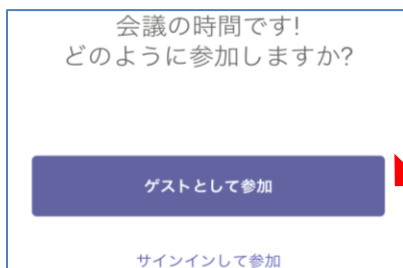 会議の時間です!
どのように参加しますか?
ゲストとして参加
サインインして参加